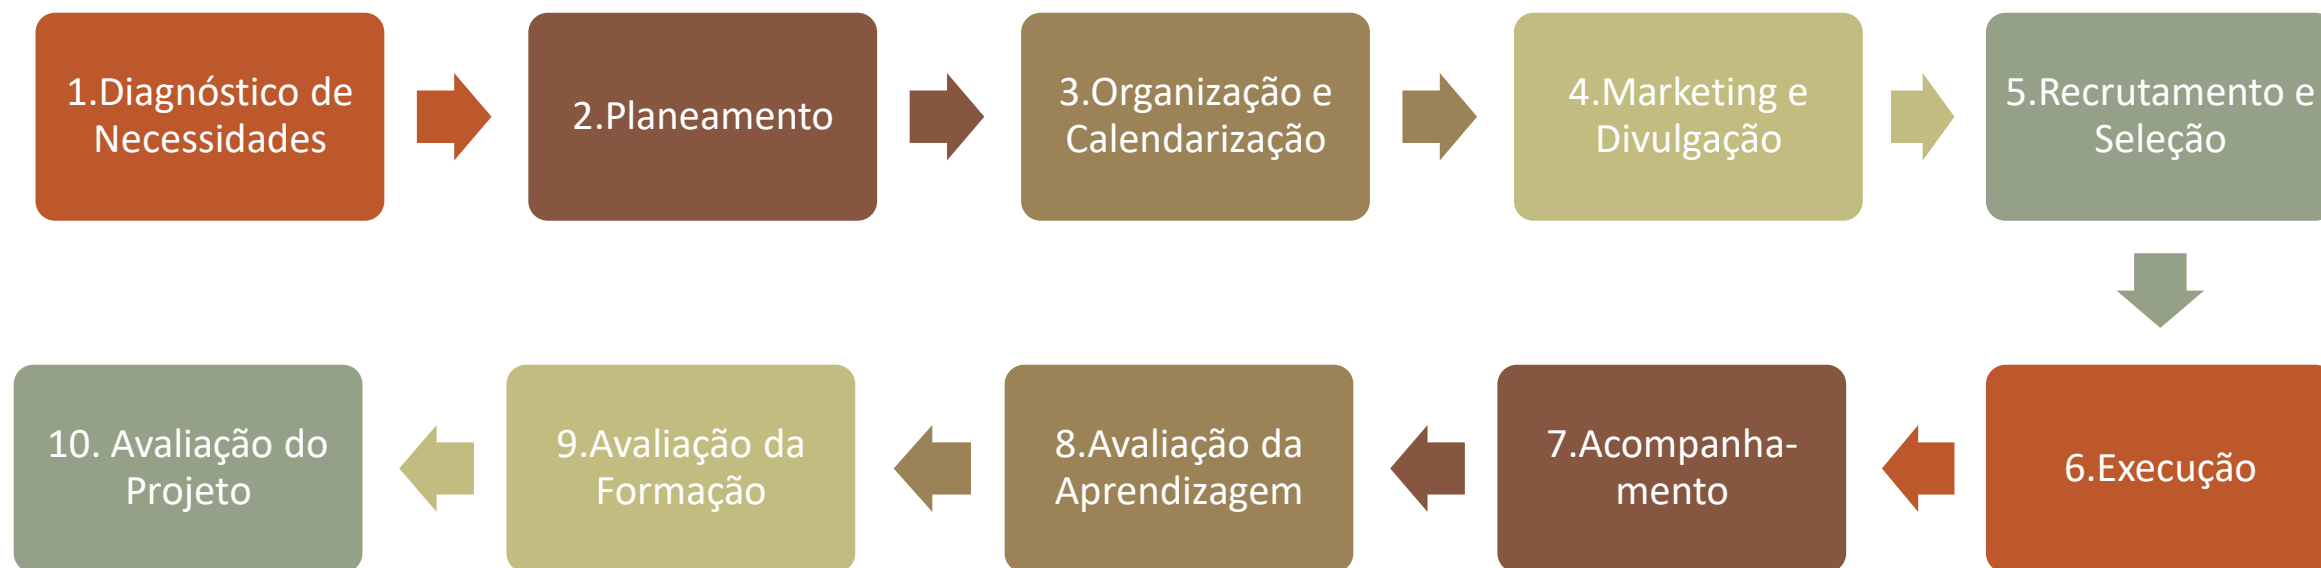 1.Diagnóstico de
Necessidades
2.Planeamento
3.Organização e
Calendarização
4.Marketing e
Divulgação
5.Recrutamento e
Seleção
6.Execução
7.Acompanha-
mento
8.Avaliação da
Aprendizagem
9.Avaliação da
Formação
10. Avaliação do
Projeto